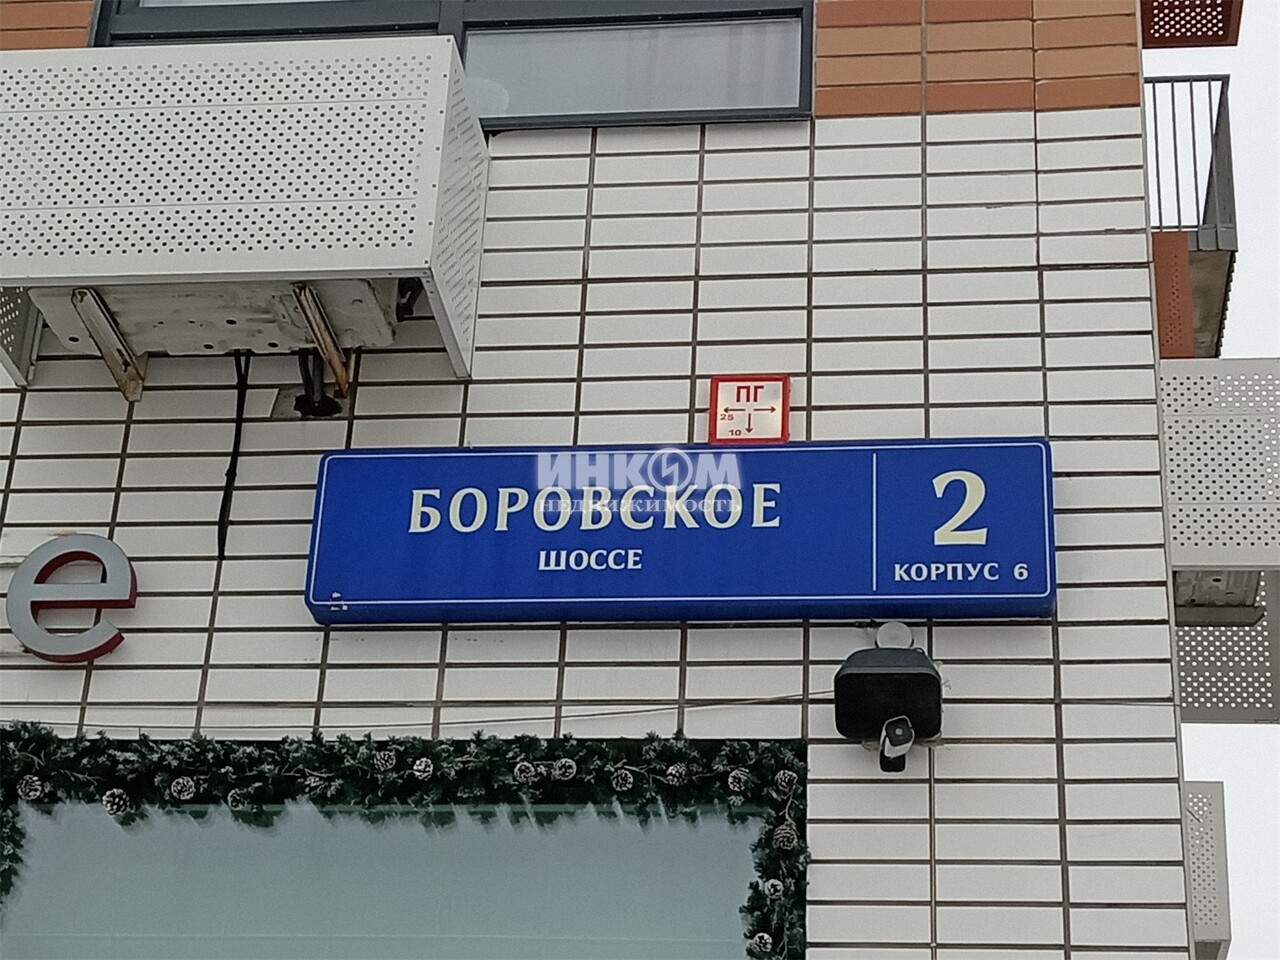 ПГ
25
10
ИНКОМ
НЕДВИЖИМОСТЬ
БОРОВСКОЕ
ШОССЕ
2
КОРПУС 6
e